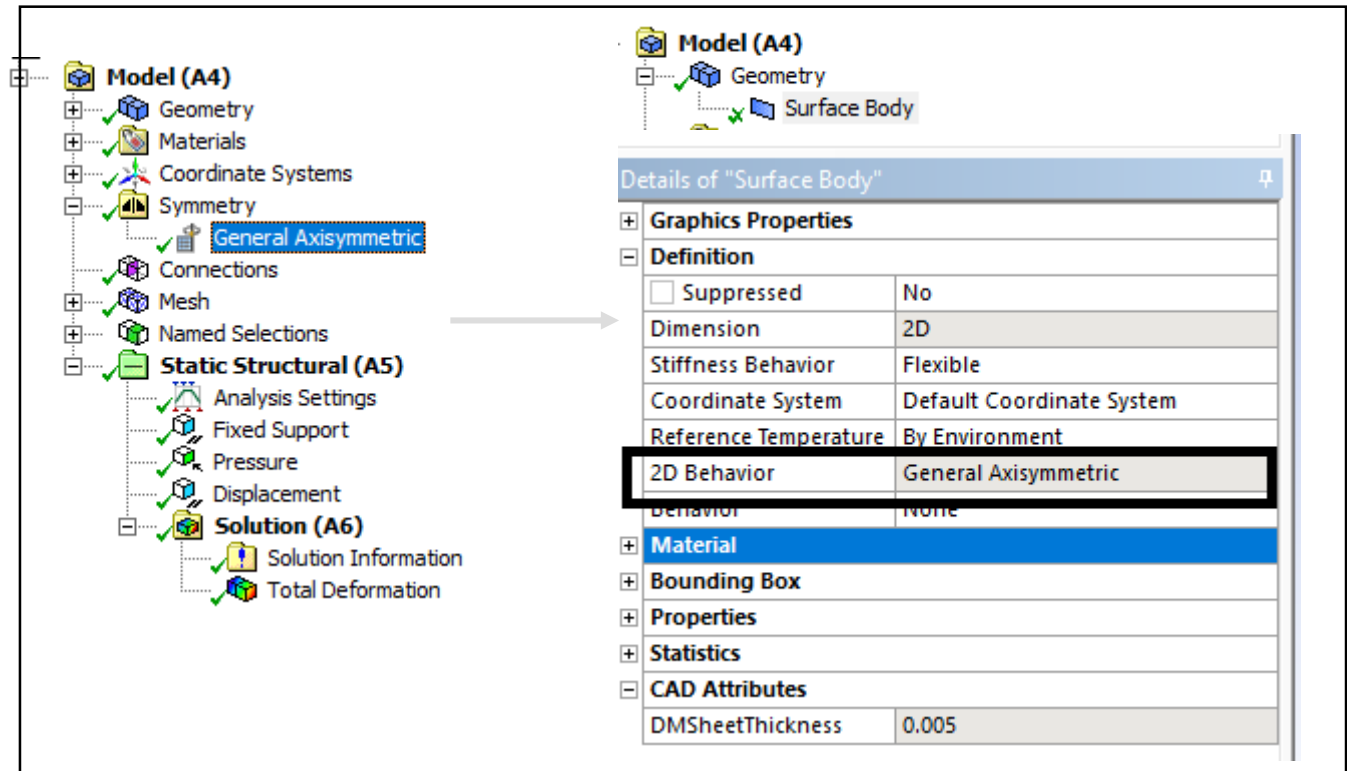 Model (A4)
Geometry
Materials
Coordinate Systems
Symmetry
General Axisymmetric
Connections
Mesh
Named Selections
Static Structural (A5)
Analysis Settings
Fixed Support
Pressure
Displacement
Solution (A6)
Solution Information
Total Deformation
Model (A4)
Geometry
Surface Body
Details of "Surface Body"
Graphics Properties
Definition
Suppressed No
Dimension 2D
Stiffness Behavior Flexible
Coordinate System Default Coordinate System
Reference Temperature By Environment
2D Behavior General Axisymmetric
Behavior None
Material
Bounding Box
Properties
Statistics
CAD Attributes
DMSheetThickness 0.005